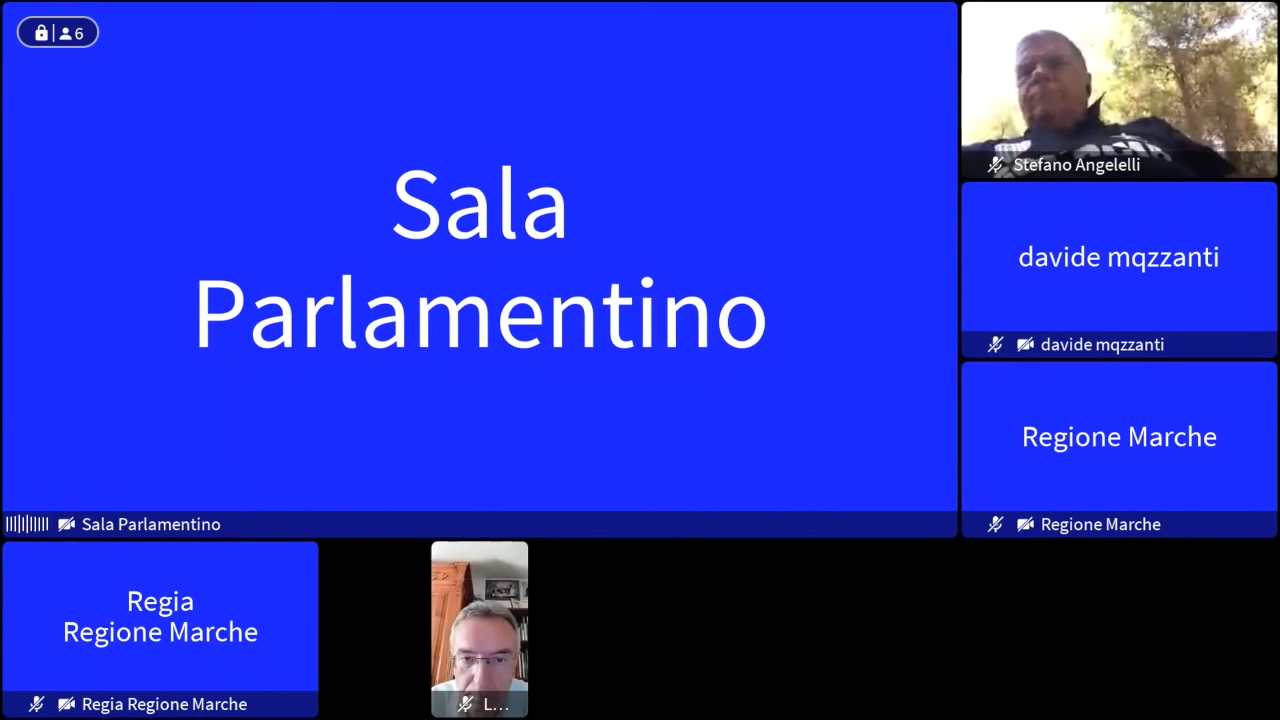 6
Sala
Parlamentino
Sala Parlamentino
Stefano Angelelli
davide mqzzanti
davide mqzzanti
Regione Marche
Regione Marche
Regia
Regione Marche
Regia Regione Marche
L...